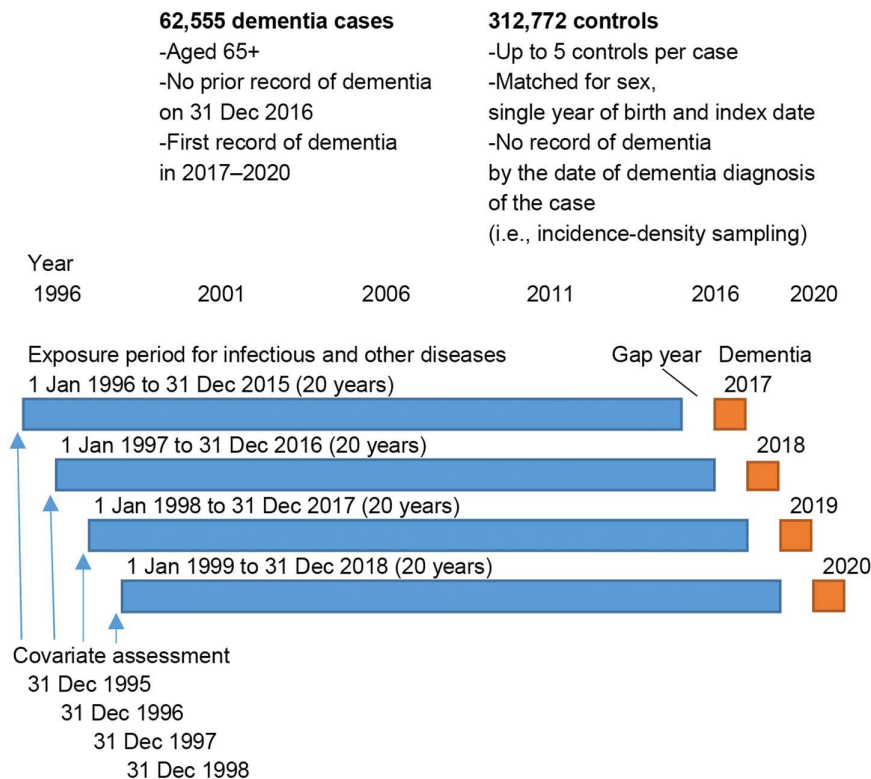 62,555 dementia cases
-Aged 65+
-No prior record of dementia
on 31 Dec 2016
-First record of dementia
in 2017–2020
312,772 controls
-Up to 5 controls per case
-Matched for sex,
single year of birth and index date
-No record of dementia
by the date of dementia diagnosis
of the case
(i.e., incidence-density sampling)
Year
1996 2001 2006 2011 2016 2020
Exposure period for infectious and other diseases Gap year Dementia
1 Jan 1996 to 31 Dec 2015 (20 years) 2017
1 Jan 1997 to 31 Dec 2016 (20 years) 2018
1 Jan 1998 to 31 Dec 2017 (20 years) 2019
1 Jan 1999 to 31 Dec 2018 (20 years) 2020
Covariate assessment
31 Dec 1995
31 Dec 1996
31 Dec 1997
31 Dec 1998